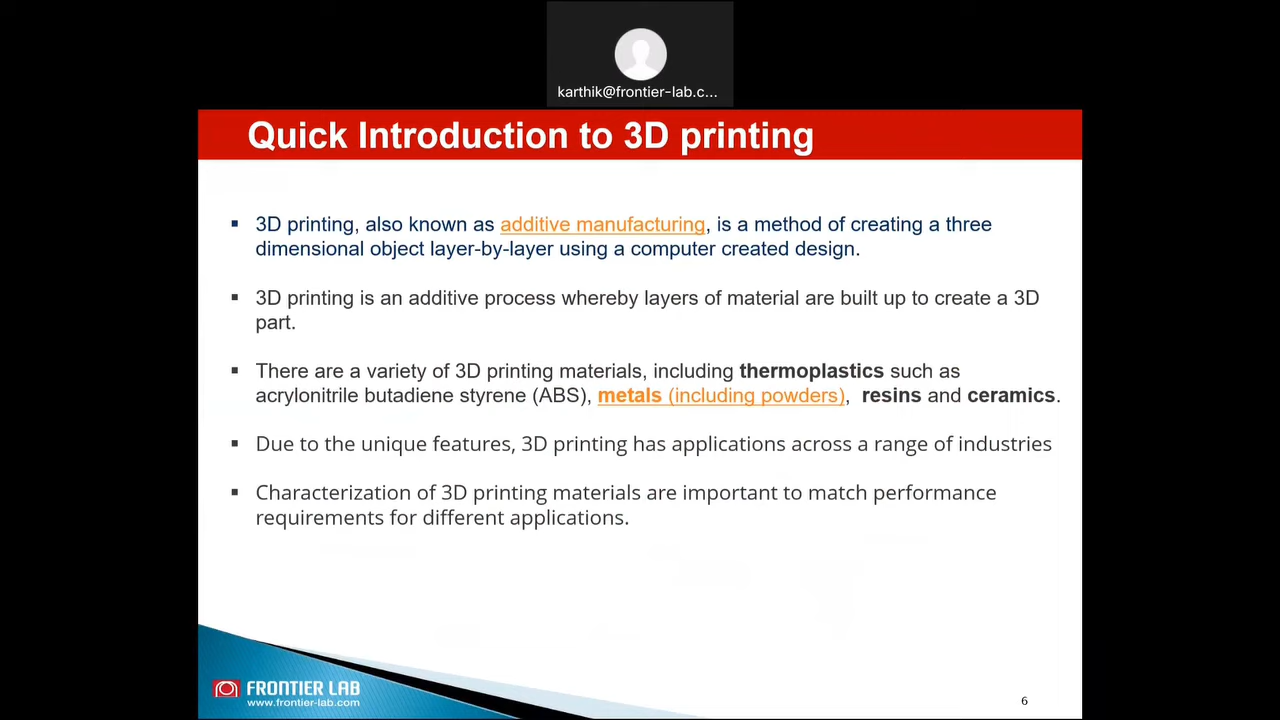 karthik@frontier-lab.c...
Quick Introduction to 3D printing
▪ 3D printing, also known as additive manufacturing, is a method of creating a three
dimensional object layer-by-layer using a computer created design.
▪ 3D printing is an additive process whereby layers of material are built up to create a 3D
part.
▪ There are a variety of 3D printing materials, including thermoplastics such as
acrylonitrile butadiene styrene (ABS), metals (including powders), resins and ceramics.
▪ Due to the unique features, 3D printing has applications across a range of industries
▪ Characterization of 3D printing materials are important to match performance
requirements for different applications.
FRONTIER LAB
www.frontier-lab.com
6